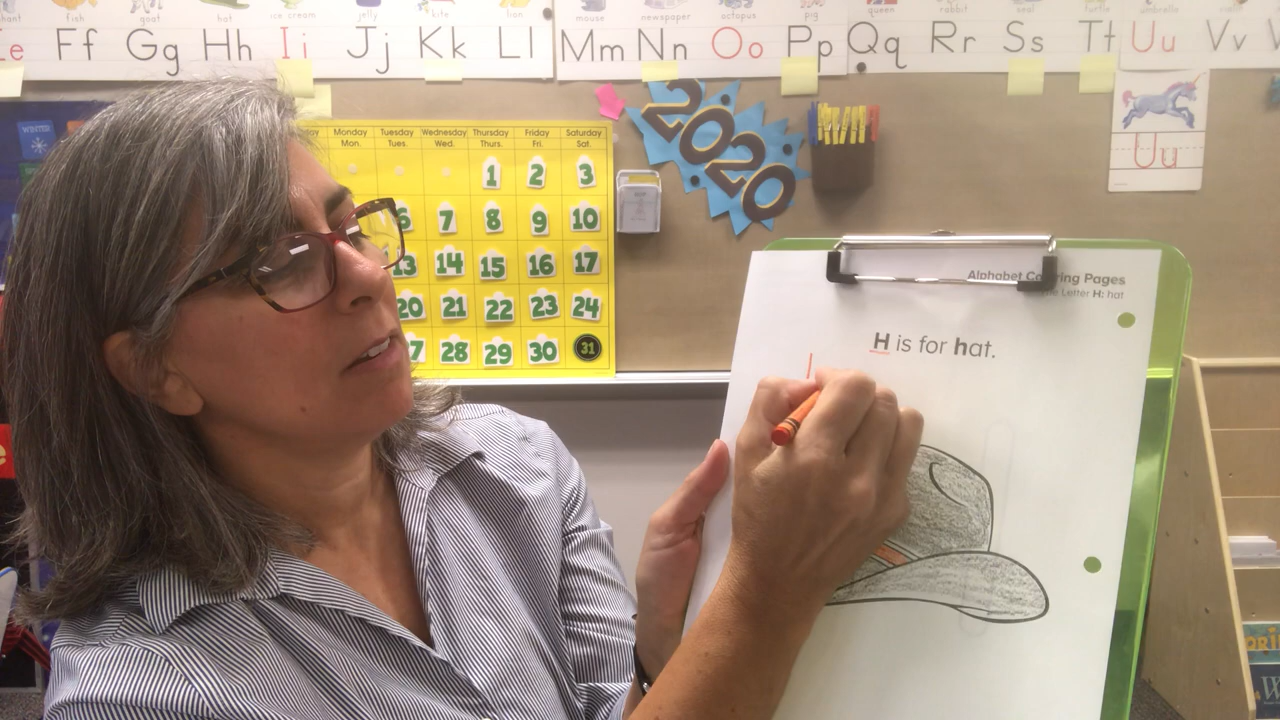 fish goat hat ice cream jelly kite lion mouse newspaper octopus pig queen rabbit seal turtle umbrella
Ff Gg Hh Ii Jj Kk Ll Mm Nn Oo Pp Qq Rr Ss Tt Uu Vv
WINTER
2020
Monday Tuesday Wednesday Thursday Friday Saturday
Mon. Tues. Wed. Thurs. Fri. Sat.
1 2 3
6 7 8 9 10
13 14 15 16 17
20 21 22 23 24
28 29 30 31
Uu
Alphabet Coloring Pages
Letter H: hat
H is for hat.